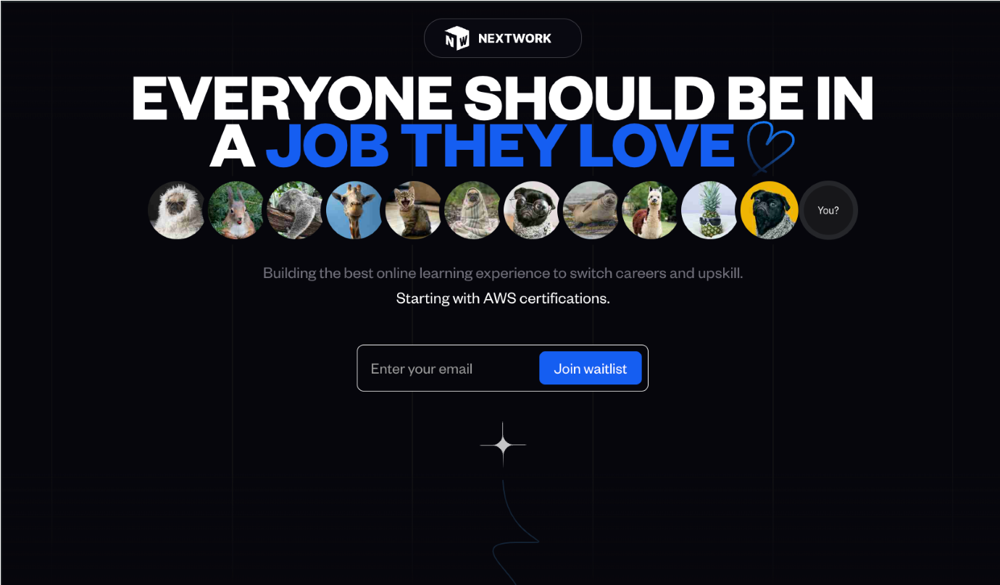 NW NEXTWORK
EVERYONE SHOULD BE IN
A JOB THEY LOVE
You?
Building the best online learning experience to switch careers and upskill.
Starting with AWS certifications.
Enter your email Join waitlist